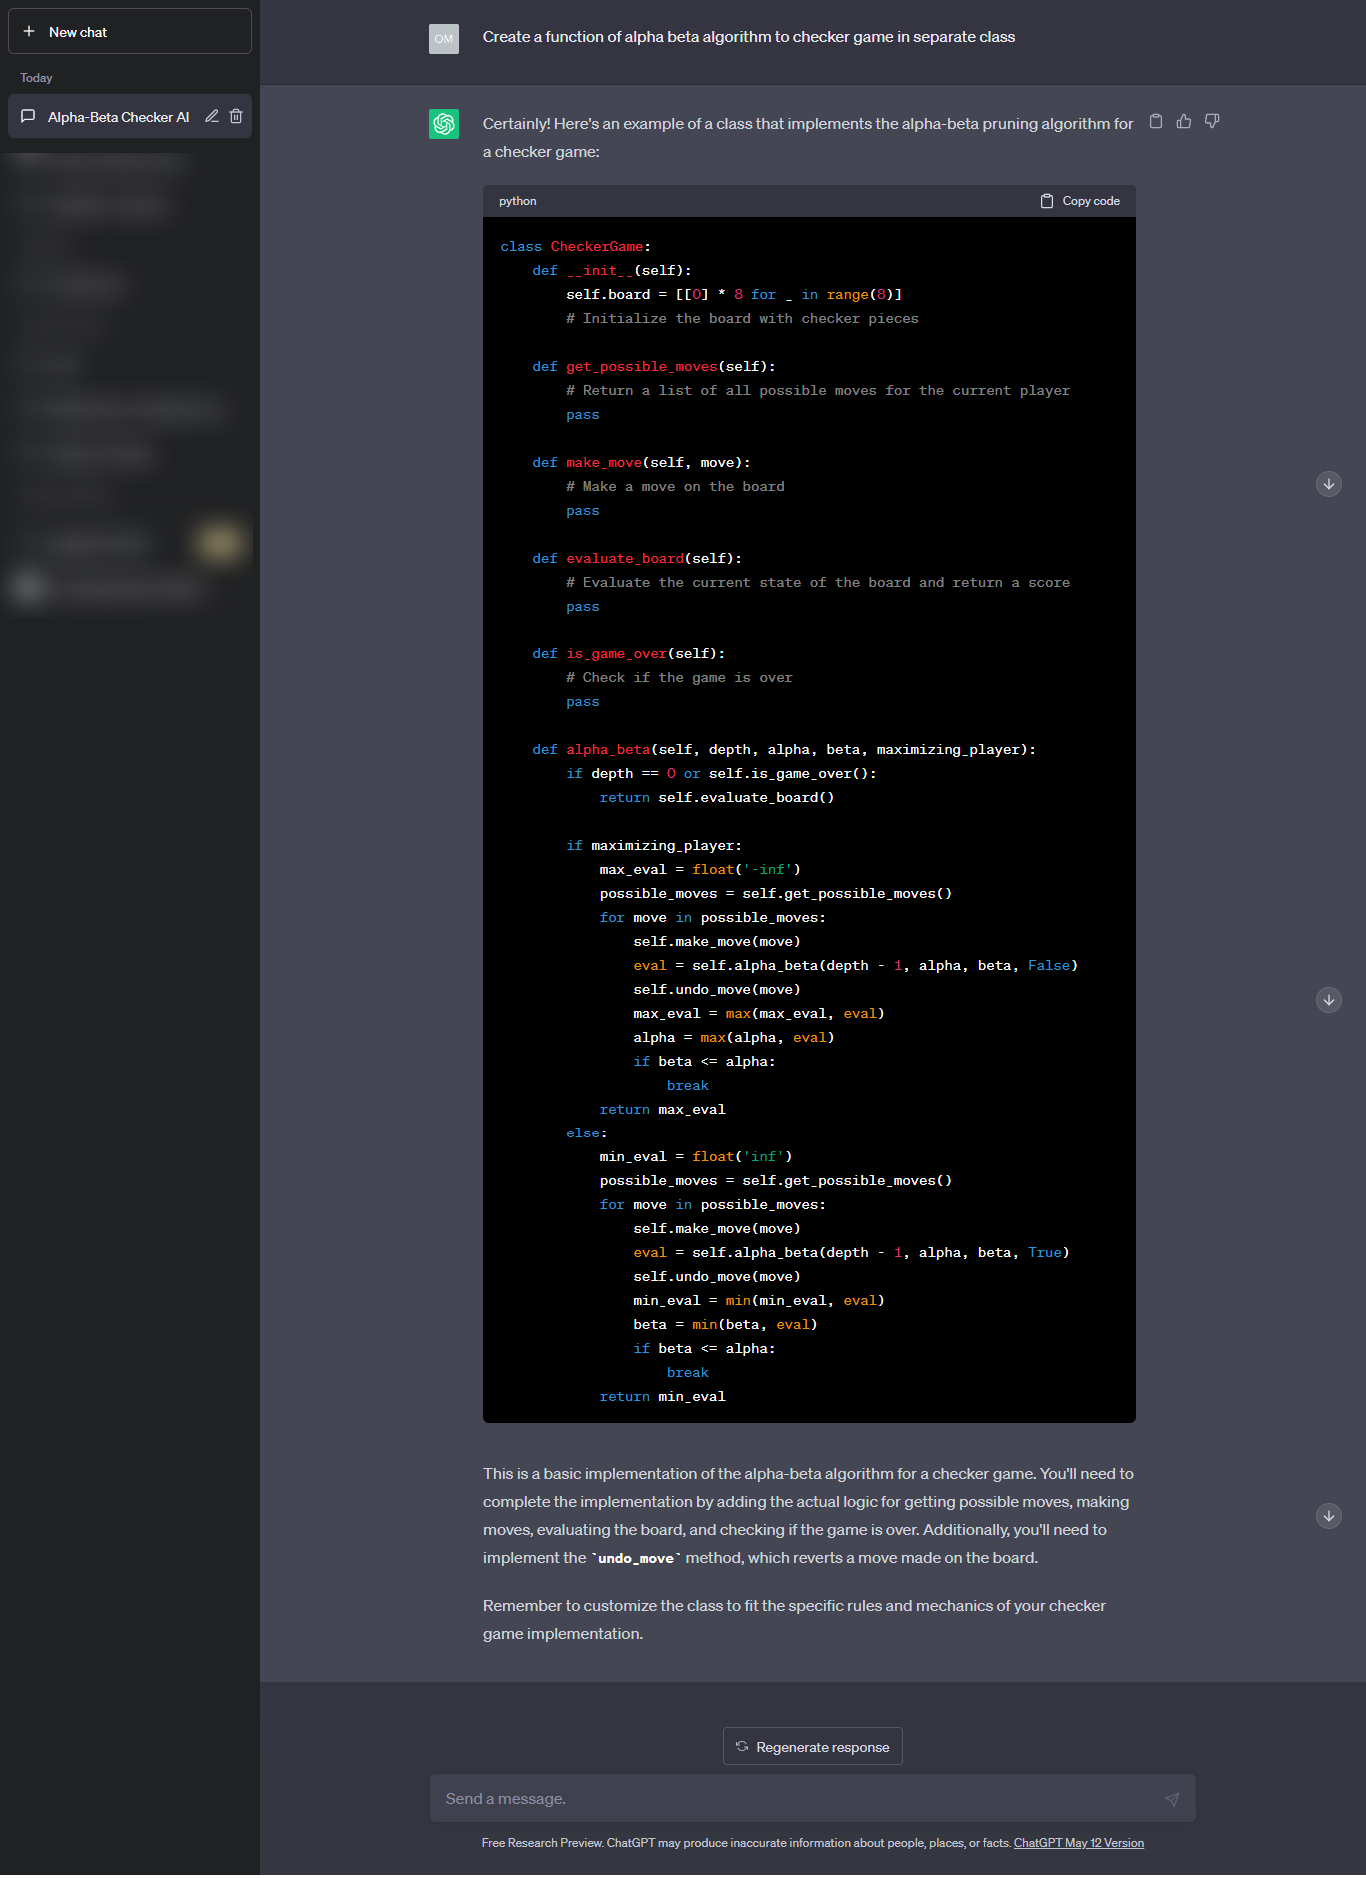 New chat
Today
Alpha-Beta Checker AI
OM
Create a function of alpha beta algorithm to checker game in separate class
Certainly! Here's an example of a class that implements the alpha-beta pruning algorithm for
a checker game:
python
Copy code
class CheckerGame:
    def __init__(self):
        self.board = [[0] * 8 for _ in range(8)]
        # Initialize the board with checker pieces

    def get_possible_moves(self):
        # Return a list of all possible moves for the current player
        pass

    def make_move(self, move):
        # Make a move on the board
        pass

    def evaluate_board(self):
        # Evaluate the current state of the board and return a score
        pass

    def is_game_over(self):
        # Check if the game is over
        pass

    def alpha_beta(self, depth, alpha, beta, maximizing_player):
        if depth == 0 or self.is_game_over():
            return self.evaluate_board()

        if maximizing_player:
            max_eval = float('-inf')
            possible_moves = self.get_possible_moves()
            for move in possible_moves:
                self.make_move(move)
                eval = self.alpha_beta(depth - 1, alpha, beta, False)
                self.undo_move(move)
                max_eval = max(max_eval, eval)
                alpha = max(alpha, eval)
                if beta <= alpha:
                    break
            return max_eval
        else:
            min_eval = float('inf')
            possible_moves = self.get_possible_moves()
            for move in possible_moves:
                self.make_move(move)
                eval = self.alpha_beta(depth - 1, alpha, beta, True)
                self.undo_move(move)
                min_eval = min(min_eval, eval)
                beta = min(beta, eval)
                if beta <= alpha:
                    break
            return min_eval
This is a basic implementation of the alpha-beta algorithm for a checker game. You'll need to
complete the implementation by adding the actual logic for getting possible moves, making
moves, evaluating the board, and checking if the game is over. Additionally, you'll need to
implement the `undo_move` method, which reverts a move made on the board.
Remember to customize the class to fit the specific rules and mechanics of your checker
game implementation.
Regenerate response
Send a message.
Free Research Preview. ChatGPT may produce inaccurate information about people, places, or facts. ChatGPT May 12 Version